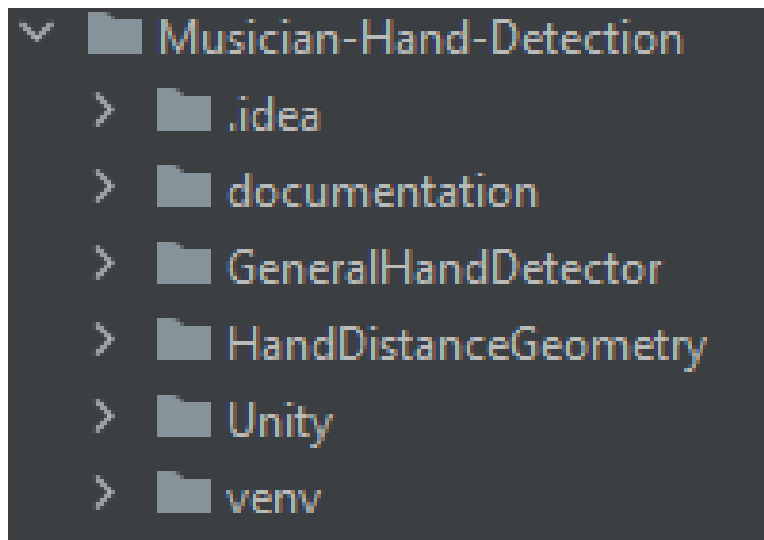 Musician-Hand-Detection
.idea
documentation
GeneralHandDetector
HandDistanceGeometry
Unity
venv